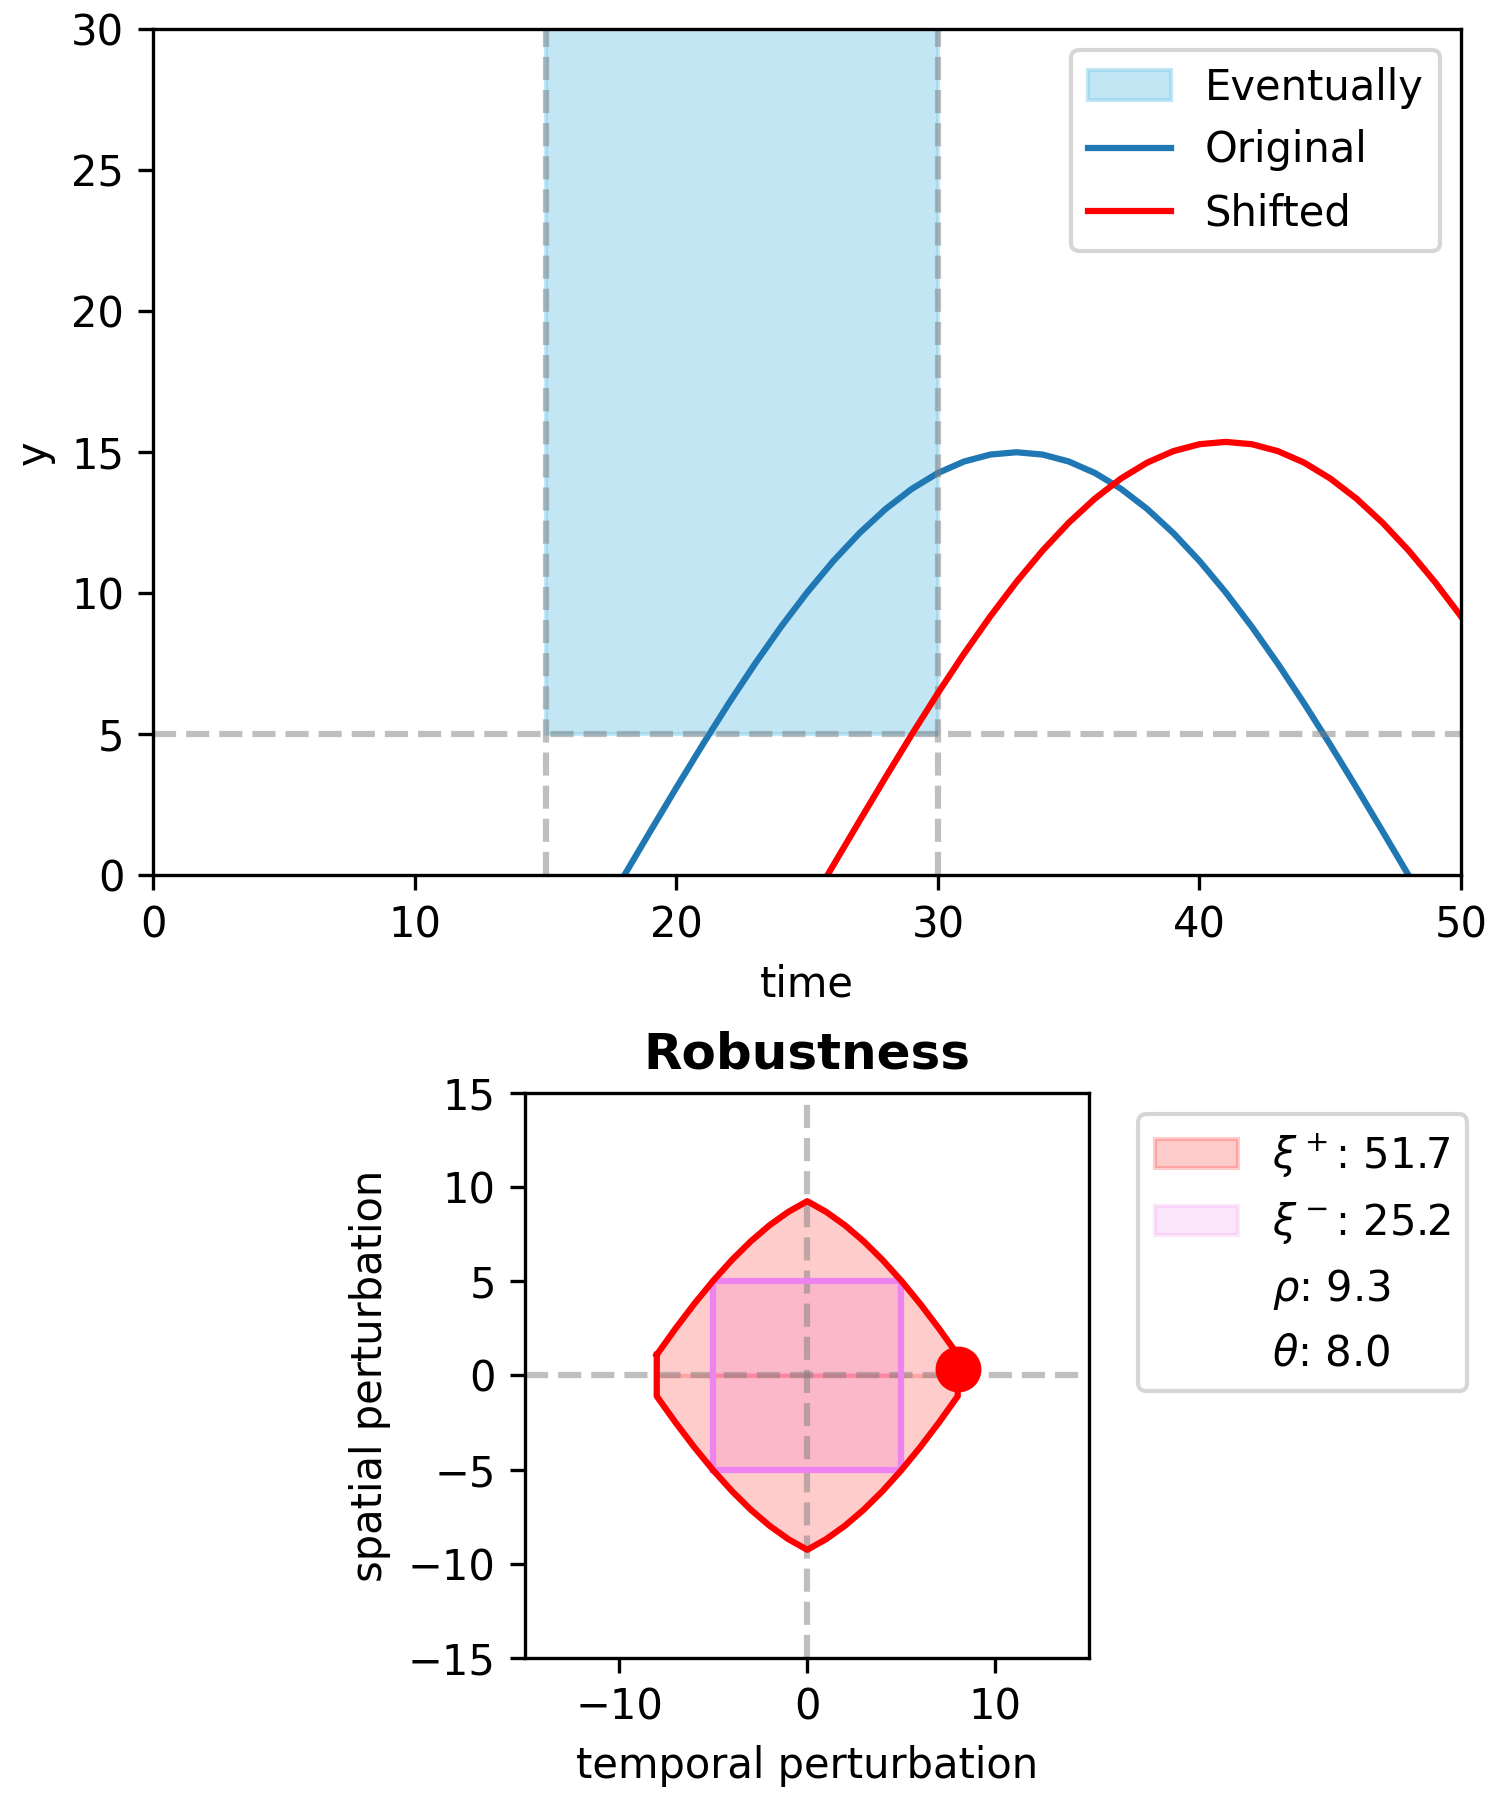 30
25
20
15
10
5
0
y
0 10 20 30 40 50
time
Eventually
Original
Shifted
Robustness
15
10
5
0
−5
−10
−15
spatial perturbation
−10 0 10
temporal perturbation
ξ⁺: 51.7
ξ⁻: 25.2
ρ: 9.3
θ: 8.0